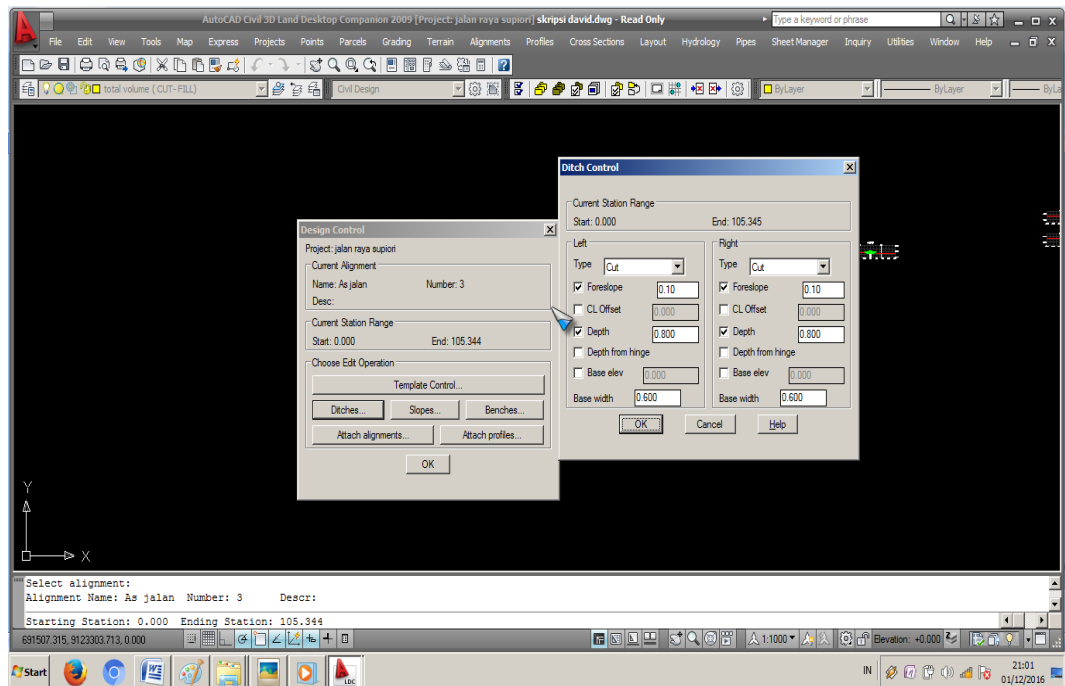 AutoCAD Civil 3D Land Desktop Companion 2009 [Project: jalan raya supiori] skripsi david.dwg - Read Only
Type a keyword or phrase
File Edit View Tools Map Express Projects Points Parcels Grading Terrain Alignments Profiles Cross Sections Layout Hydrology Pipes Sheet Manager Inquiry Utilities Window Help
total volume ( CUT- FILL) Civil Design ByLayer ByLayer ByLa
Ditch Control
Current Station Range
Start: 0.000 End: 105.345
Left
Type Cut
Foreslope 0.10
CL Offset 0.000
Depth 0.800
Depth from hinge
Base elev 0.000
Base width 0.600
Right
Type Cut
Foreslope 0.10
CL Offset 0.000
Depth 0.800
Depth from hinge
Base elev 0.000
Base width 0.600
OK Cancel Help
Design Control
Project: jalan raya supiori
Current Alignment
Name: As jalan Number: 3
Desc:
Current Station Range
Start: 0.000 End: 105.344
Choose Edit Operation
Template Control...
Ditches... Slopes... Benches...
Attach alignments... Attach profiles...
OK
Y
X
Select alignment:
Alignment Name: As jalan Number: 3 Descr:
Starting Station: 0.000 Ending Station: 105.344
691507.315, 9123303.713, 0.000 1:1000 Elevation: +0.000
Start LDC IN 21:01
01/12/2016